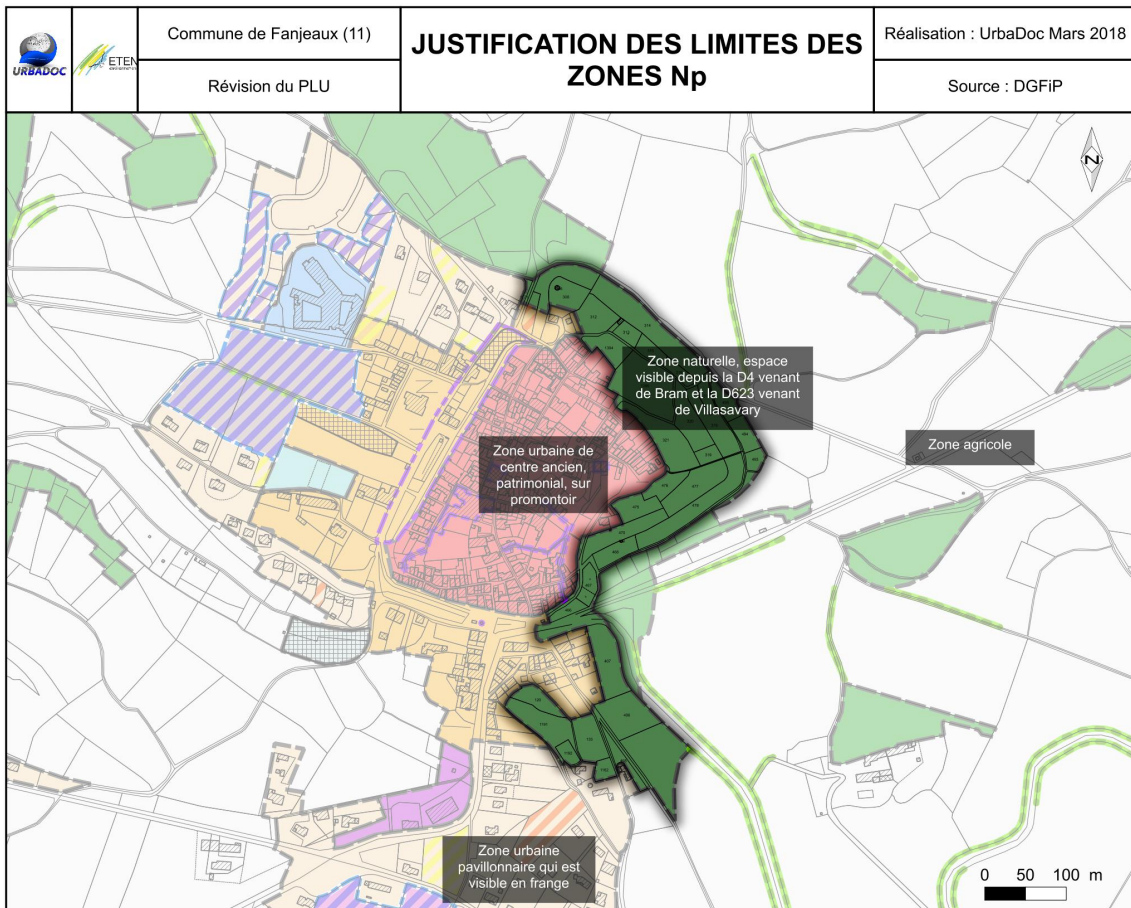 URBADOC
ETEN
Commune de Fanjeaux (11)
Révision du PLU
JUSTIFICATION DES LIMITES DES
ZONES Np
Réalisation : UrbaDoc Mars 2018
Source : DGFiP
N
Zone naturelle, espace
visible depuis la D4 venant
de Bram et la D623 venant
de Villasavary
Zone agricole
Zone urbaine de
centre ancien,
patrimonial, sur
promontoir
Zone urbaine
pavillonnaire qui est
visible en frange
0 50 100 m